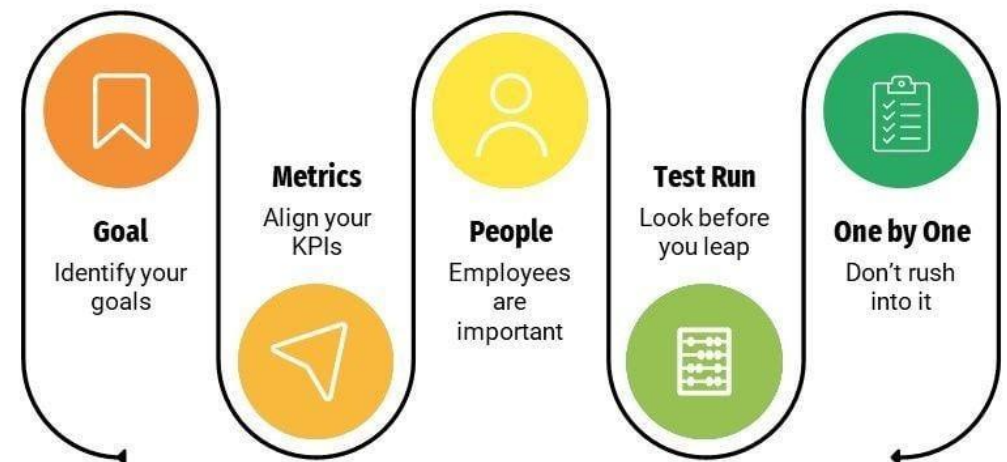 Goal
Identify your
goals
Metrics
Align your
KPIs
People
Employees
are
important
Test Run
Look before
you leap
One by One
Don’t rush
into it